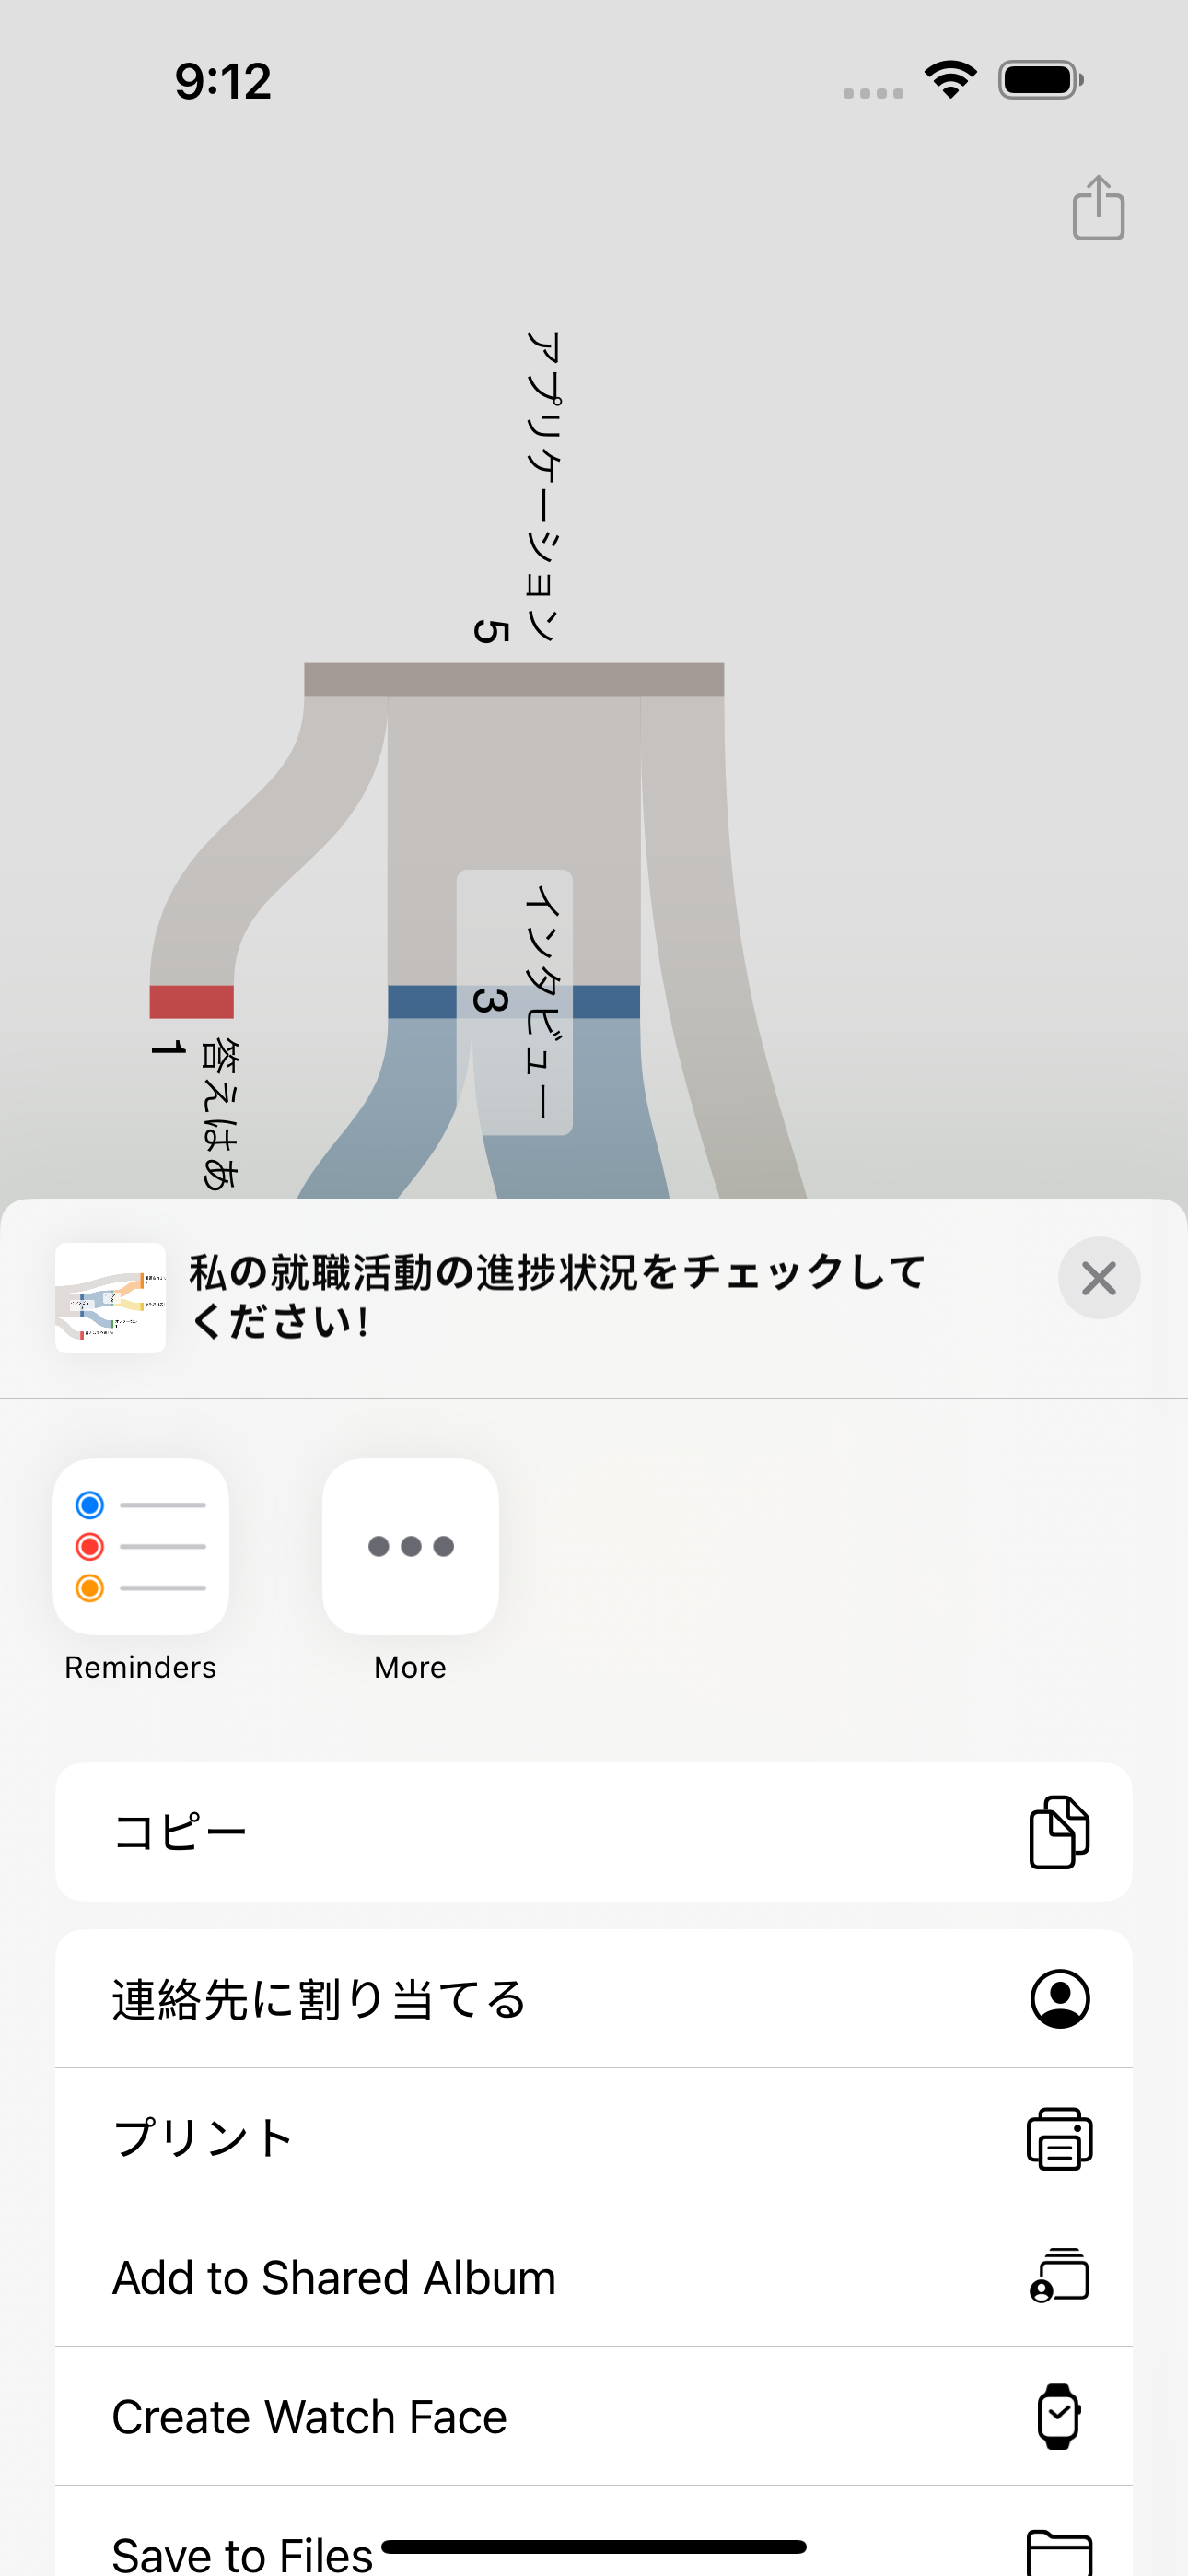 9:12
アプリケーション
5
インタビュー
3
答えはあ
1
私の就職活動の進捗状況をチェックして
ください！
Reminders
More
コピー
連絡先に割り当てる
プリント
Add to Shared Album
Create Watch Face
Save to Files